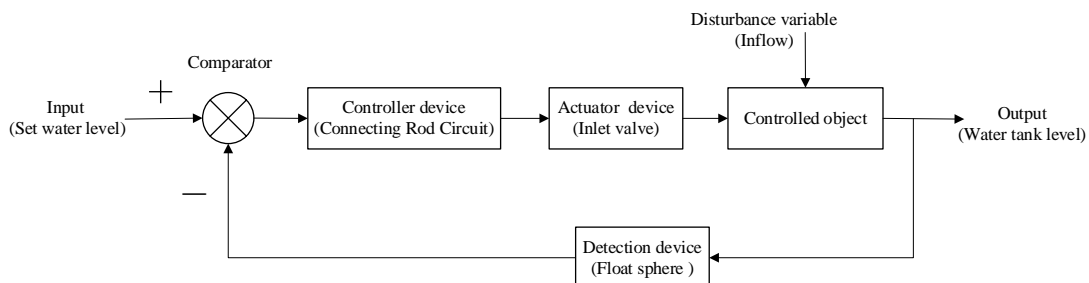 Disturbance variable
(Inflow)
Comparator
+
Input
(Set water level)
Controller device
(Connecting Rod Circuit)
Actuator device
(Inlet valve)
Controlled object
Output
(Water tank level)
—
Detection device
(Float sphere )